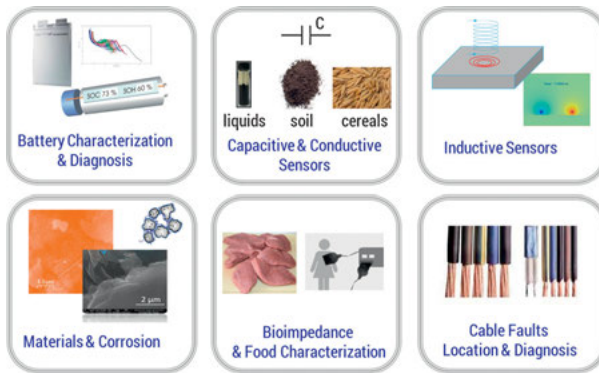 SOC 73 % SOH 60 %
Battery Characterization
& Diagnosis
C
liquids soil cereals
Capacitive & Conductive
Sensors
Inductive Sensors
2 μm
Materials & Corrosion
Bioimpedance
& Food Characterization
Cable Faults
Location & Diagnosis